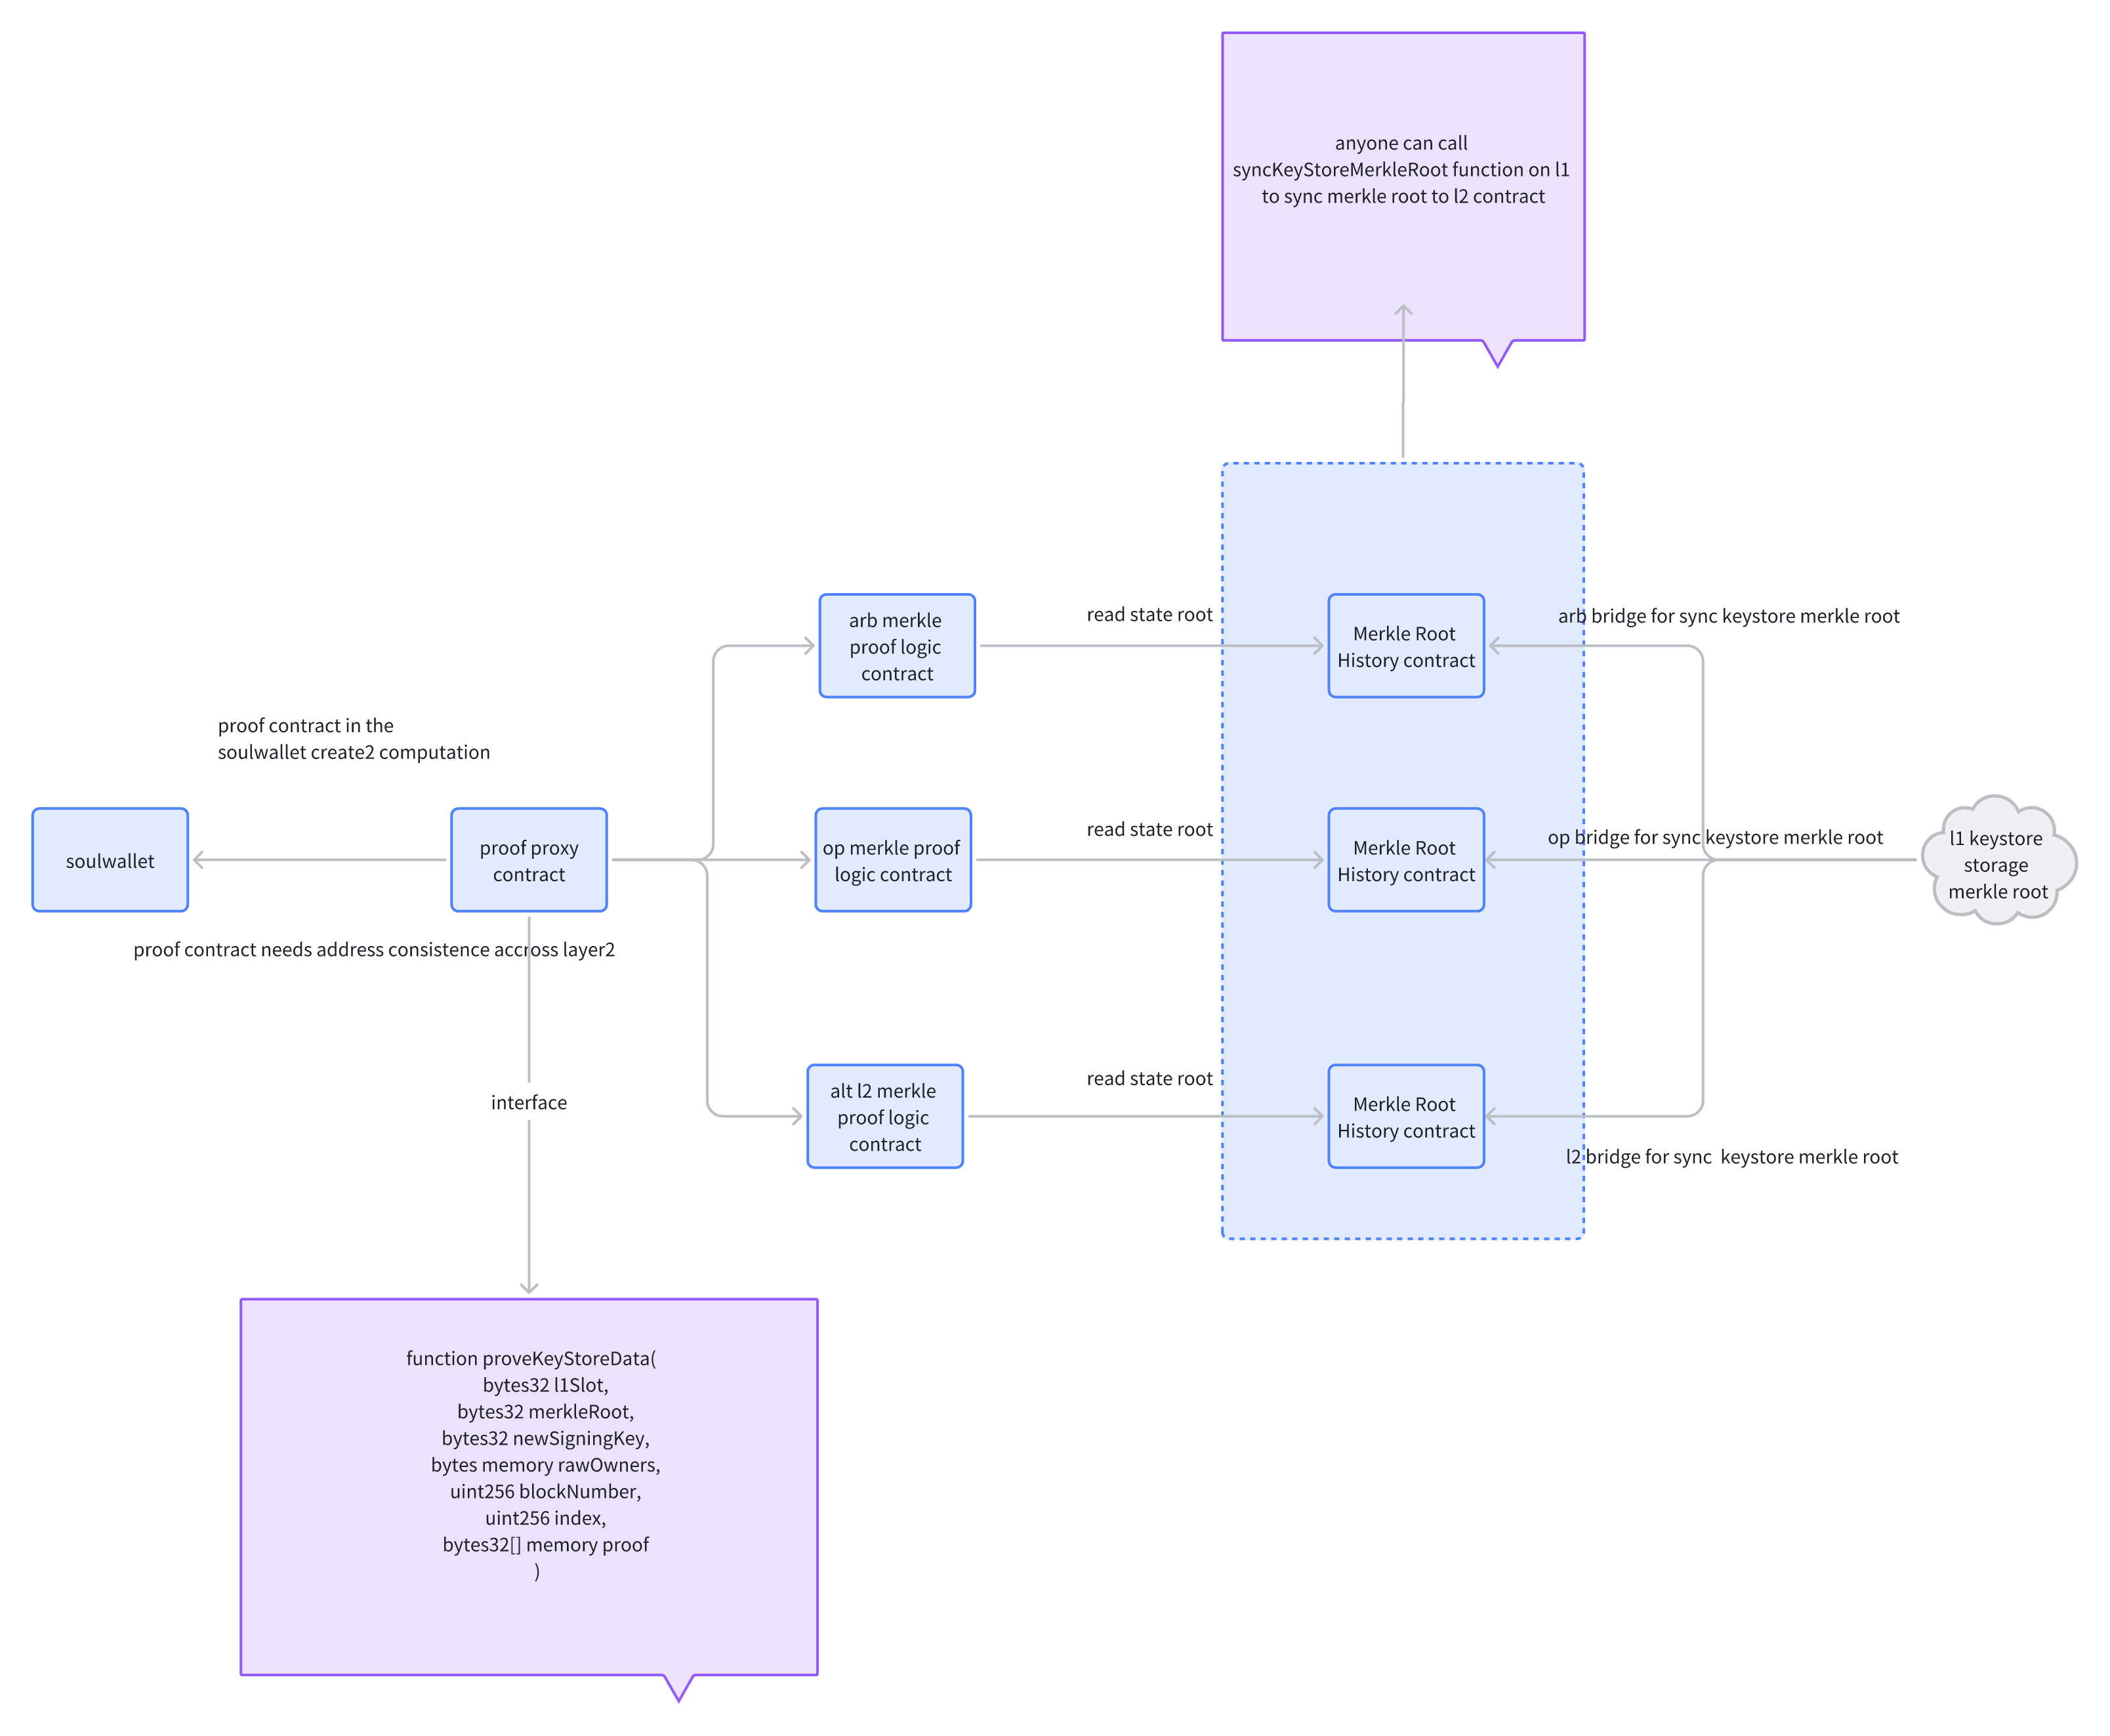 anyone can call
syncKeyStoreMerkleRoot function on l1
to sync merkle root to l2 contract
arb merkle
proof logic
contract
read state root
Merkle Root
History contract
arb bridge for sync keystore merkle root
proof contract in the
soulwallet create2 computation
soulwallet
proof proxy
contract
op merkle proof
logic contract
read state root
Merkle Root
History contract
op bridge for sync keystore merkle root
l1 keystore
storage
merkle root
proof contract needs address consistence accross layer2
interface
alt l2 merkle
proof logic
contract
read state root
Merkle Root
History contract
l2 bridge for sync  keystore merkle root
function proveKeyStoreData(
bytes32 l1Slot,
bytes32 merkleRoot,
bytes32 newSigningKey,
bytes memory rawOwners,
uint256 blockNumber,
uint256 index,
bytes32[] memory proof
)